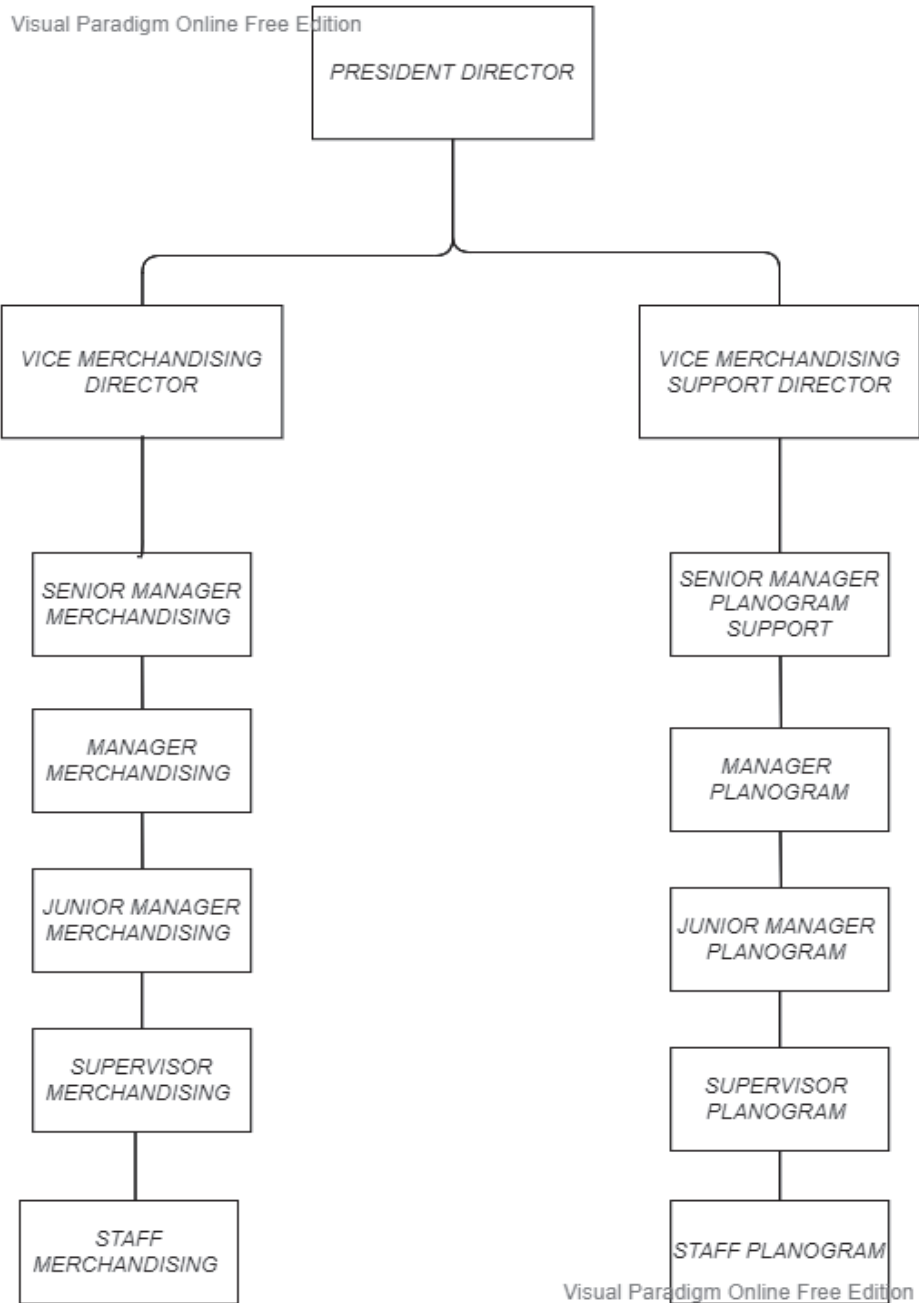 Visual Paradigm Online Free Edition
PRESIDENT DIRECTOR
VICE MERCHANDISING
DIRECTOR
VICE MERCHANDISING
SUPPORT DIRECTOR
SENIOR MANAGER
MERCHANDISING
SENIOR MANAGER
PLANOGRAM
SUPPORT
MANAGER
MERCHANDISING
MANAGER
PLANOGRAM
JUNIOR MANAGER
MERCHANDISING
JUNIOR MANAGER
PLANOGRAM
SUPERVISOR
MERCHANDISING
SUPERVISOR
PLANOGRAM
STAFF
MERCHANDISING
STAFF PLANOGRAM
Visual Paradigm Online Free Edition